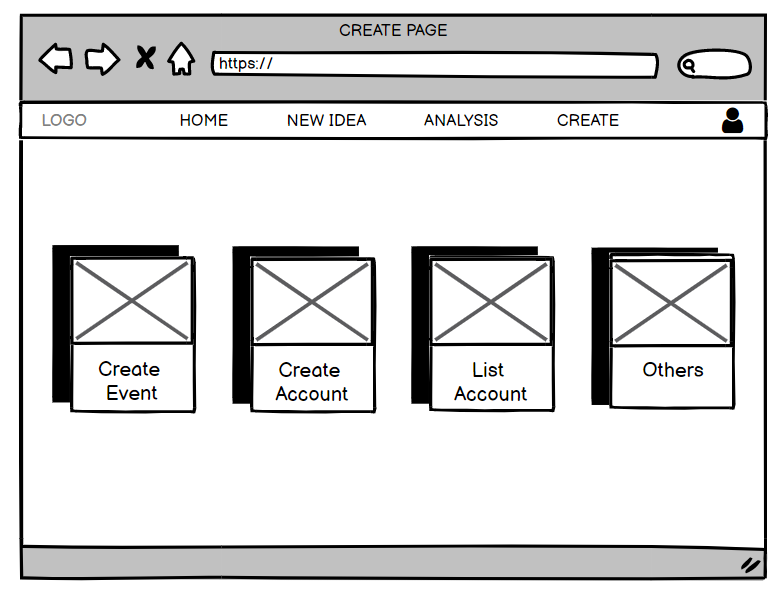 CREATE PAGE
https://
LOGO HOME NEW IDEA ANALYSIS CREATE
Create
Event
Create
Account
List
Account
Others